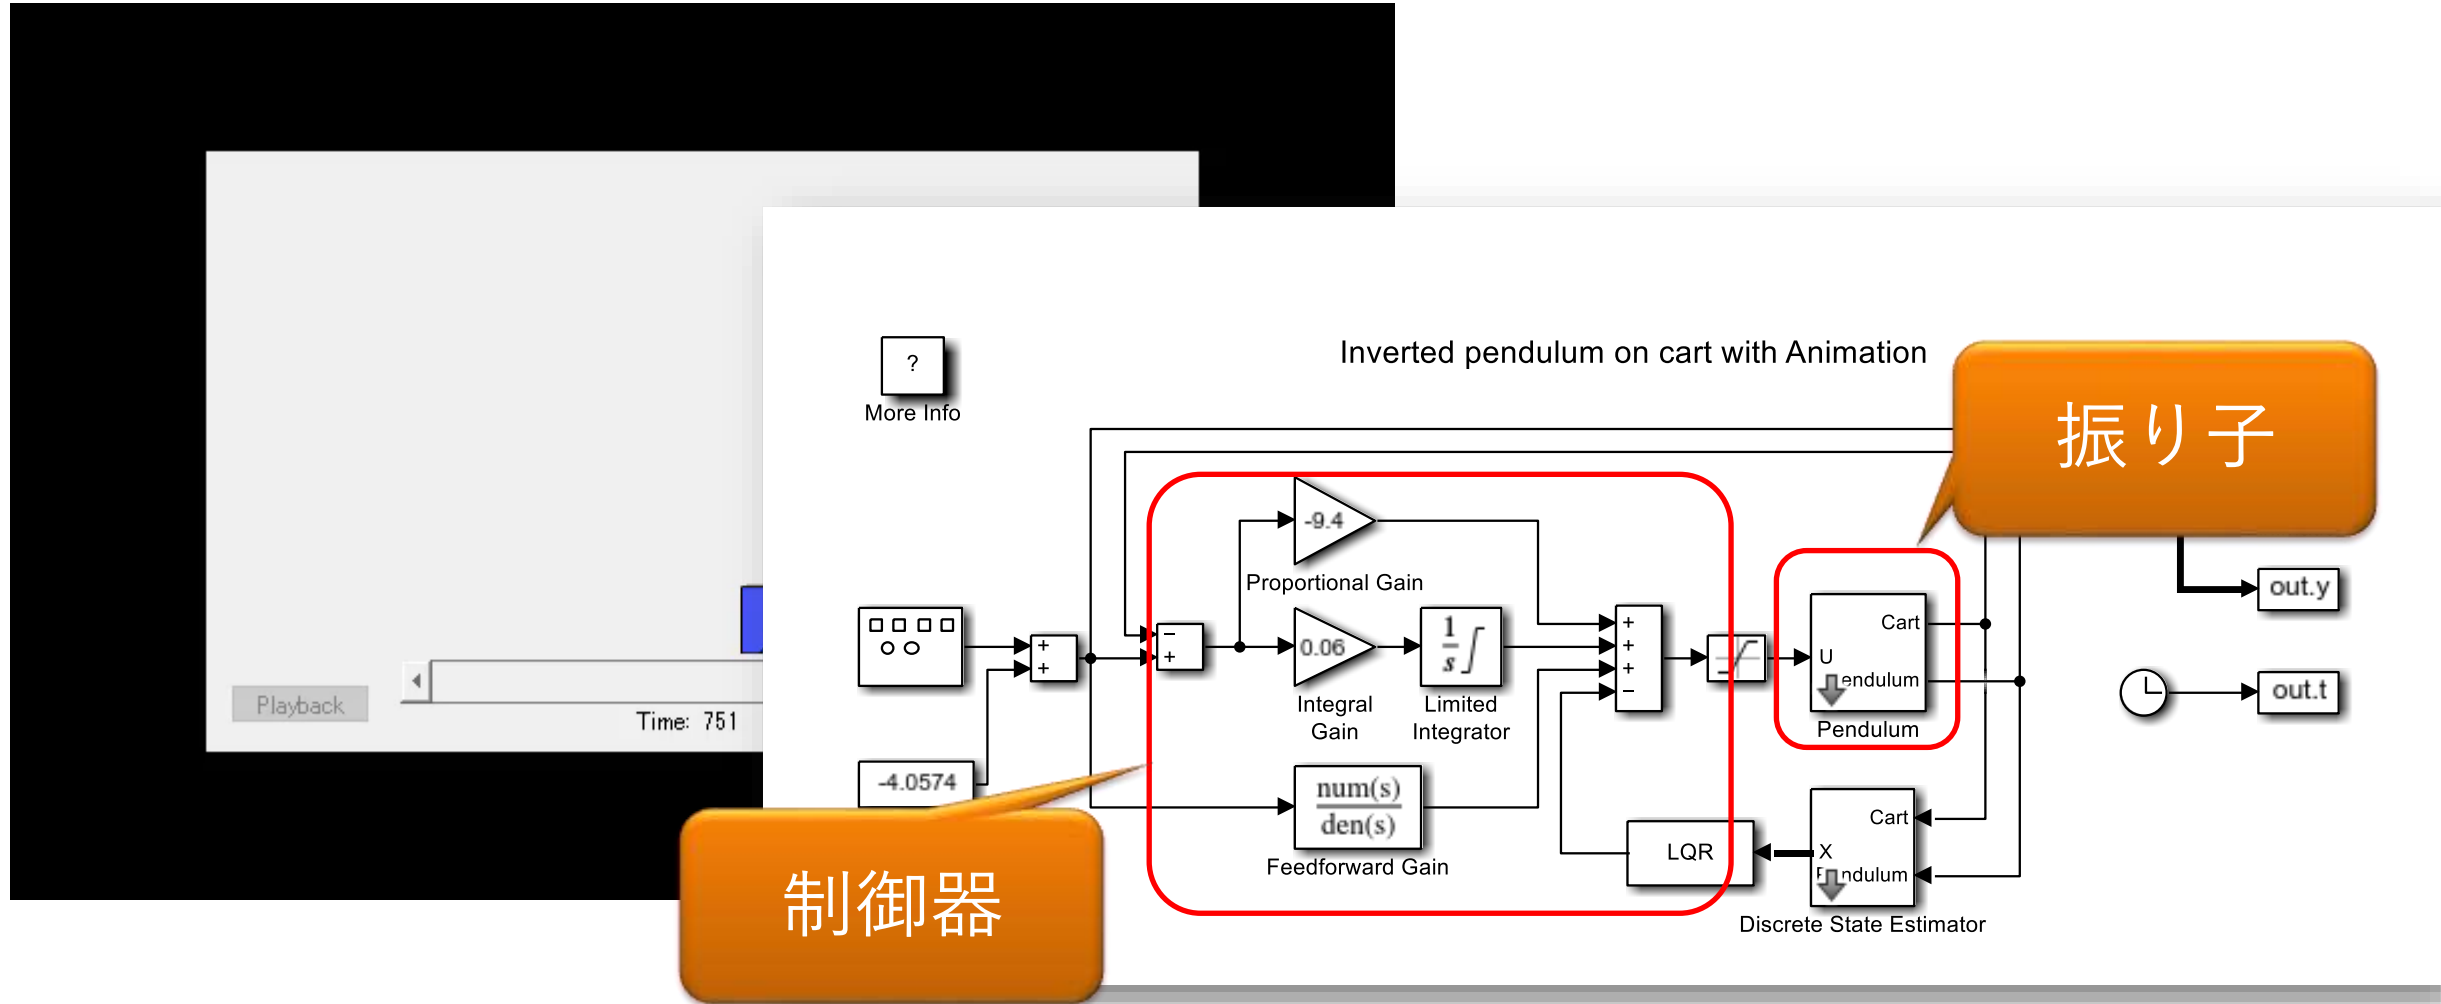 Playback
Time: 751
?
More Info
Inverted pendulum on cart with Animation
振り子
-9.4
Proportional Gain
0.06
Integral
Gain
1
s
Limited
Integrator
-4.0574
num(s)
den(s)
Feedforward Gain
LQR
U
Cart
endulum
Pendulum
Cart
X
ndulum
Discrete State Estimator
out.y
out.t
制御器